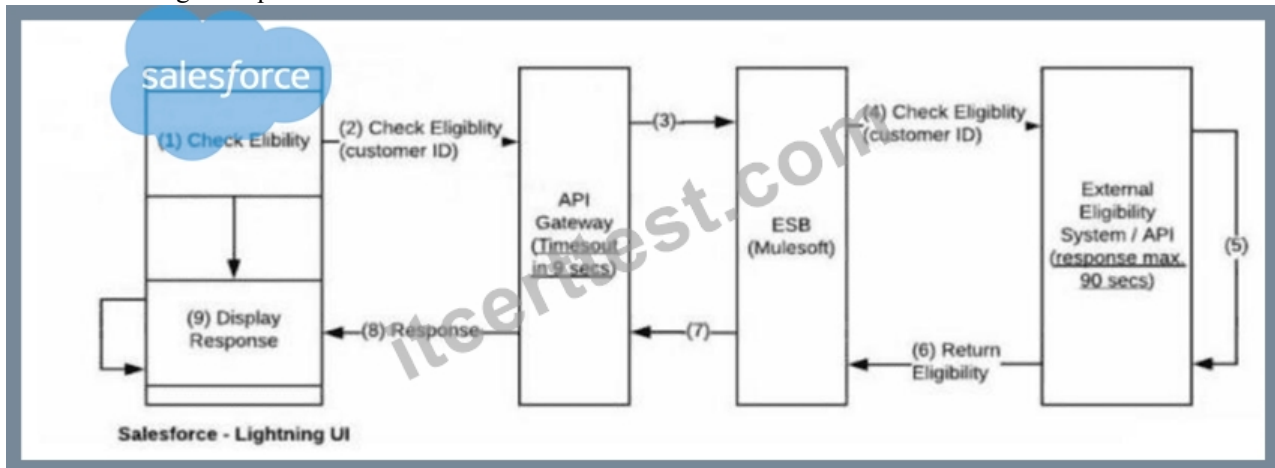 salesforce
(1) Check Elibility
(2) Check Eligiblity
(customer ID)
(3)
(4) Check Eligiblity
(customer ID)
API
Gateway
(Timesout
in 9 secs)
ESB
(Mulesoft)
External
Eligibility
System / API
(response max.
90 secs)
(5)
(9) Display
Response
(8) Response
(7)
(6) Return
Eligibility
Salesforce - Lightning UI
itcerttest.com